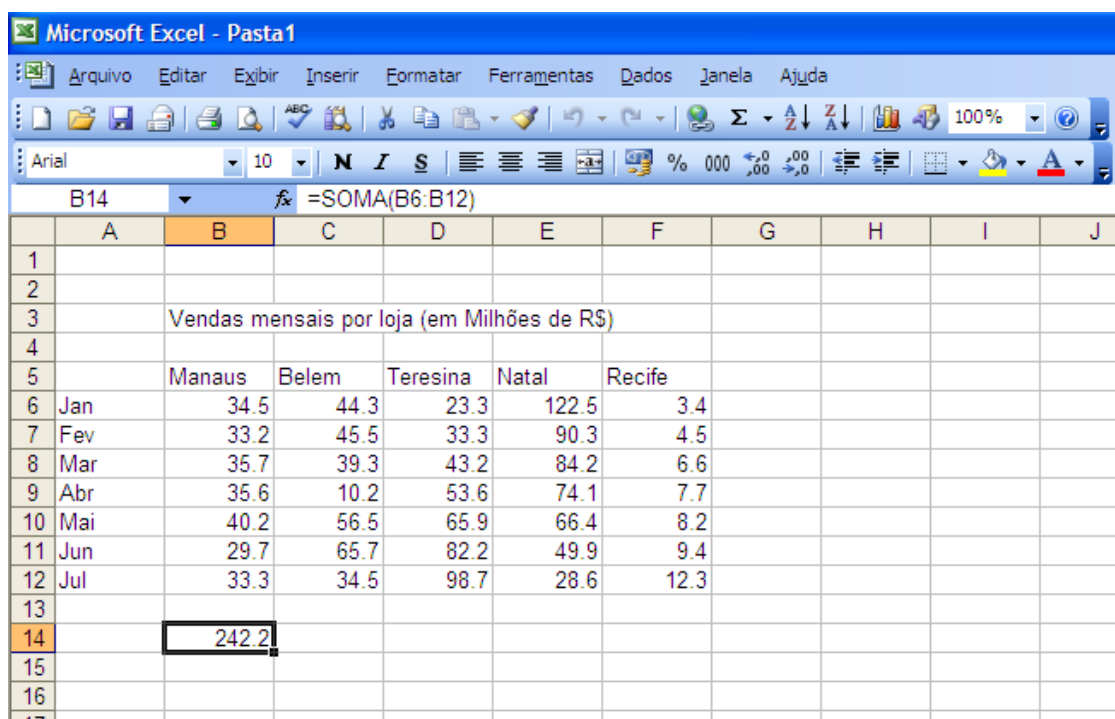 Microsoft Excel - Pasta1
Arquivo Editar Exibir Inserir Formatar Ferramentas Dados Janela Ajuda
ABC Σ A Z Z A 100% ?
Arial 10 N I S a % 000 ,0 ,00 ,00 ,0 A
B14 fx =SOMA(B6:B12)
A B C D E F G H I J
1
2
3 Vendas mensais por loja (em Milhões de R$)
4
5 Manaus Belem Teresina Natal Recife
6 Jan 34.5 44.3 23.3 122.5 3.4
7 Fev 33.2 45.5 33.3 90.3 4.5
8 Mar 35.7 39.3 43.2 84.2 6.6
9 Abr 35.6 10.2 53.6 74.1 7.7
10 Mai 40.2 56.5 65.9 66.4 8.2
11 Jun 29.7 65.7 82.2 49.9 9.4
12 Jul 33.3 34.5 98.7 28.6 12.3
13
14 242.2
15
16